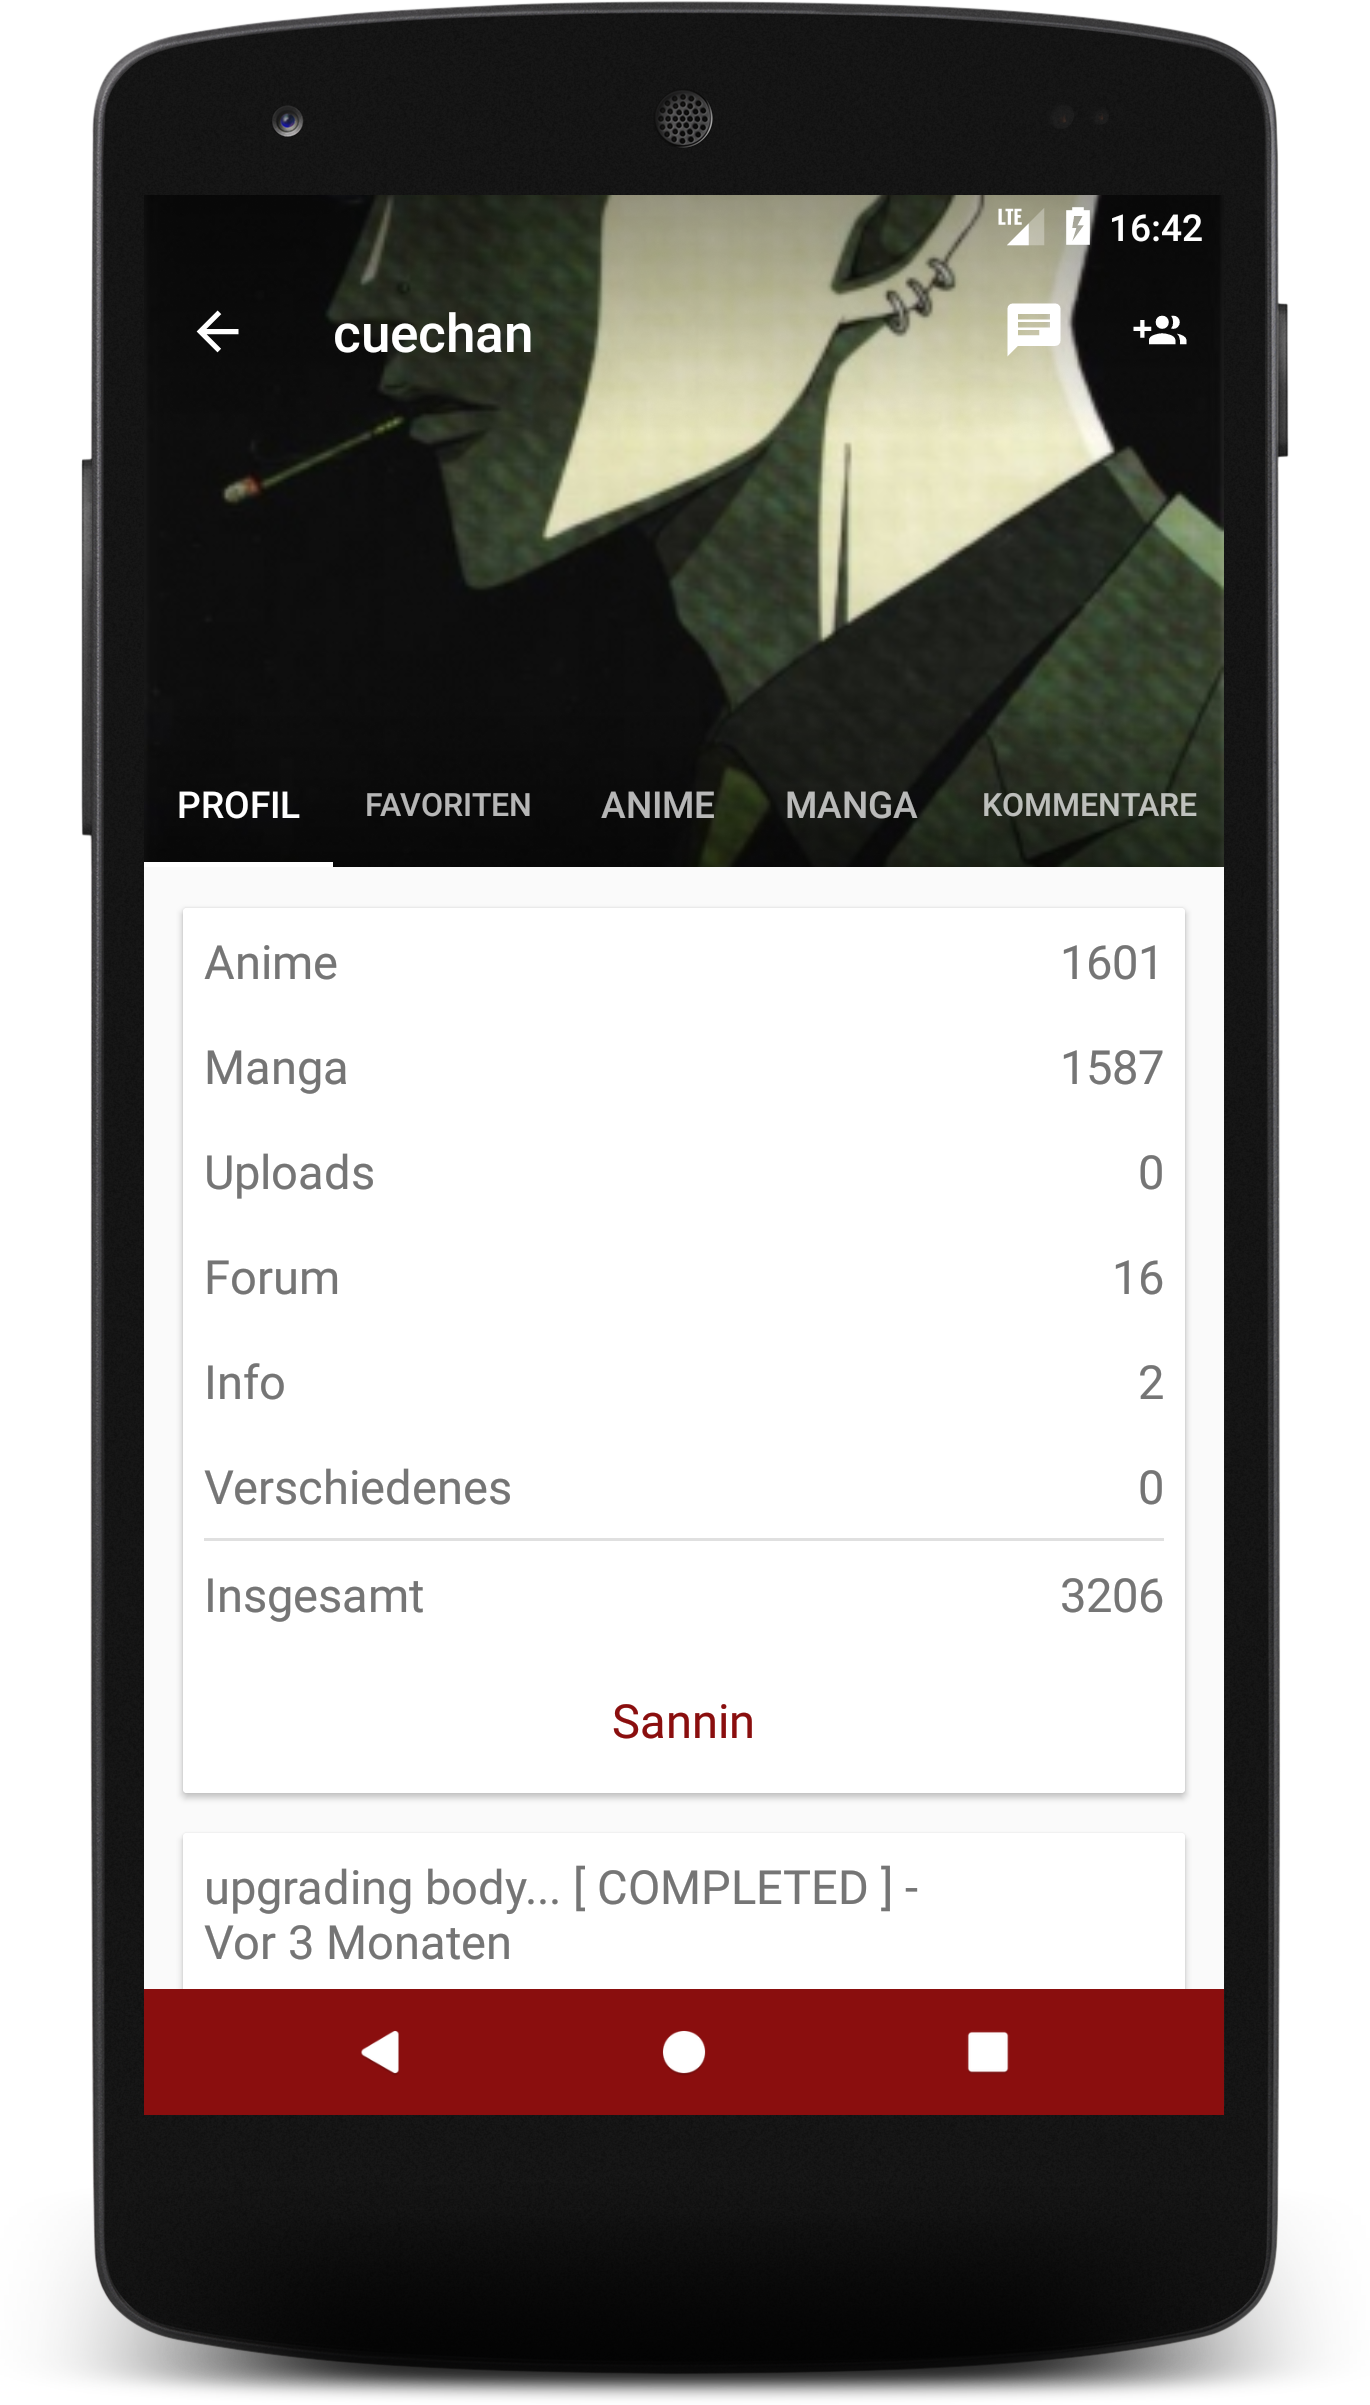 LTE 16:42
cuechan
PROFIL FAVORITEN ANIME MANGA KOMMENTARE
Anime 1601
Manga 1587
Uploads 0
Forum 16
Info 2
Verschiedenes 0
Insgesamt 3206
Sannin
upgrading body... [ COMPLETED ] -
Vor 3 Monaten